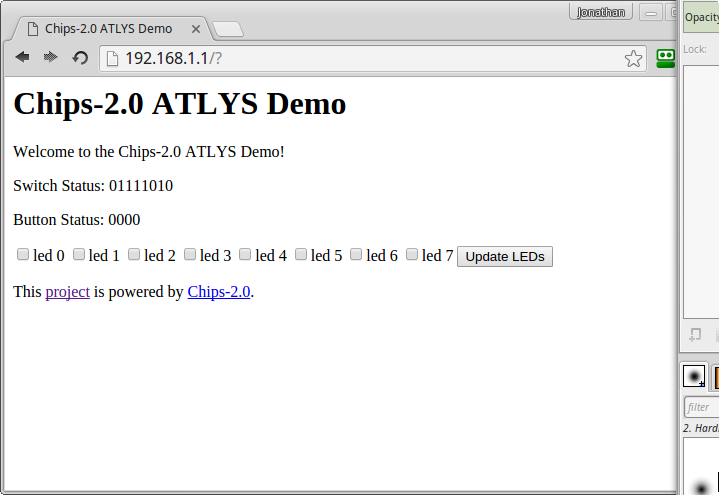 Jonathan
Chips-2.0 ATLYS Demo
192.168.1.1/?
Chips-2.0 ATLYS Demo
Welcome to the Chips-2.0 ATLYS Demo!
Switch Status: 01111010
Button Status: 0000
led 0 led 1 led 2 led 3 led 4 led 5 led 6 led 7 Update LEDs
This project is powered by Chips-2.0.
Opacity
Lock:
filter
2. Hard